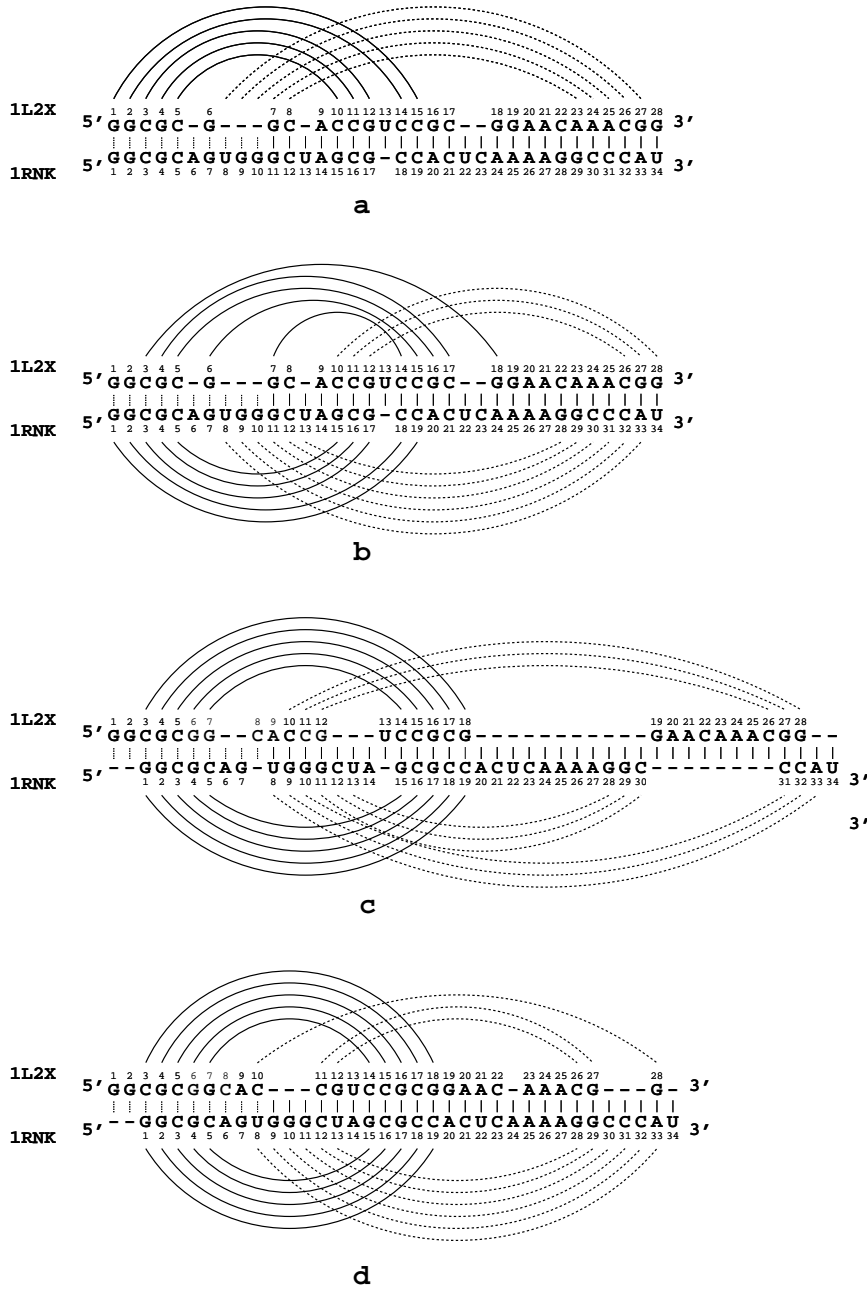 1 2 3 4 5 6 7 8 9 10 11 12 13 14 15 16 17 18 19 20 21 22 23 24 25 26 27 28
1L2X 5′ GGCGC-G---GC-ACCGUCCGC--GGAACAAACGG 3′
1RNK 5′ GGCGCAGUGGGCUAGCG-CCACUCAAAAGGCCCAU 3′
1 2 3 4 5 6 7 8 9 10 11 12 13 14 15 16 17 18 19 20 21 22 23 24 25 26 27 28 29 30 31 32 33 34
a
1 2 3 4 5 6 7 8 9 10 11 12 13 14 15 16 17 18 19 20 21 22 23 24 25 26 27 28
1L2X 5′ GGCGC-G---GC-ACCGUCCGC--GGAACAAACGG 3′
1RNK 5′ GGCGCAGUGGGCUAGCG-CCACUCAAAAGGCCCAU 3′
1 2 3 4 5 6 7 8 9 10 11 12 13 14 15 16 17 18 19 20 21 22 23 24 25 26 27 28 29 30 31 32 33 34
b
1 2 3 4 5 6 7 8 9 10 11 12 13 14 15 16 17 18 19 20 21 22 23 24 25 26 27 28
1L2X 5′ GGCGCGG--CACCG---UCCGCG-----------GAACAAACGG-- 3′
1RNK 5′ --GGCGCAG-UGGGCUA-GCGCCACUCAAAAGGC--------CCAU 3′
1 2 3 4 5 6 7 8 9 10 11 12 13 14 15 16 17 18 19 20 21 22 23 24 25 26 27 28 29 30 31 32 33 34
c
1 2 3 4 5 6 7 8 9 10 11 12 13 14 15 16 17 18 19 20 21 22 23 24 25 26 27 28
1L2X 5′ GGCGCGGCAC---CGUCCGCGGAAC-AAACG---G- 3′
1RNK 5′ --GGCGCAGUGGGCUAGCGCCACUCAAAAGGCCCAU 3′
1 2 3 4 5 6 7 8 9 10 11 12 13 14 15 16 17 18 19 20 21 22 23 24 25 26 27 28 29 30 31 32 33 34
d